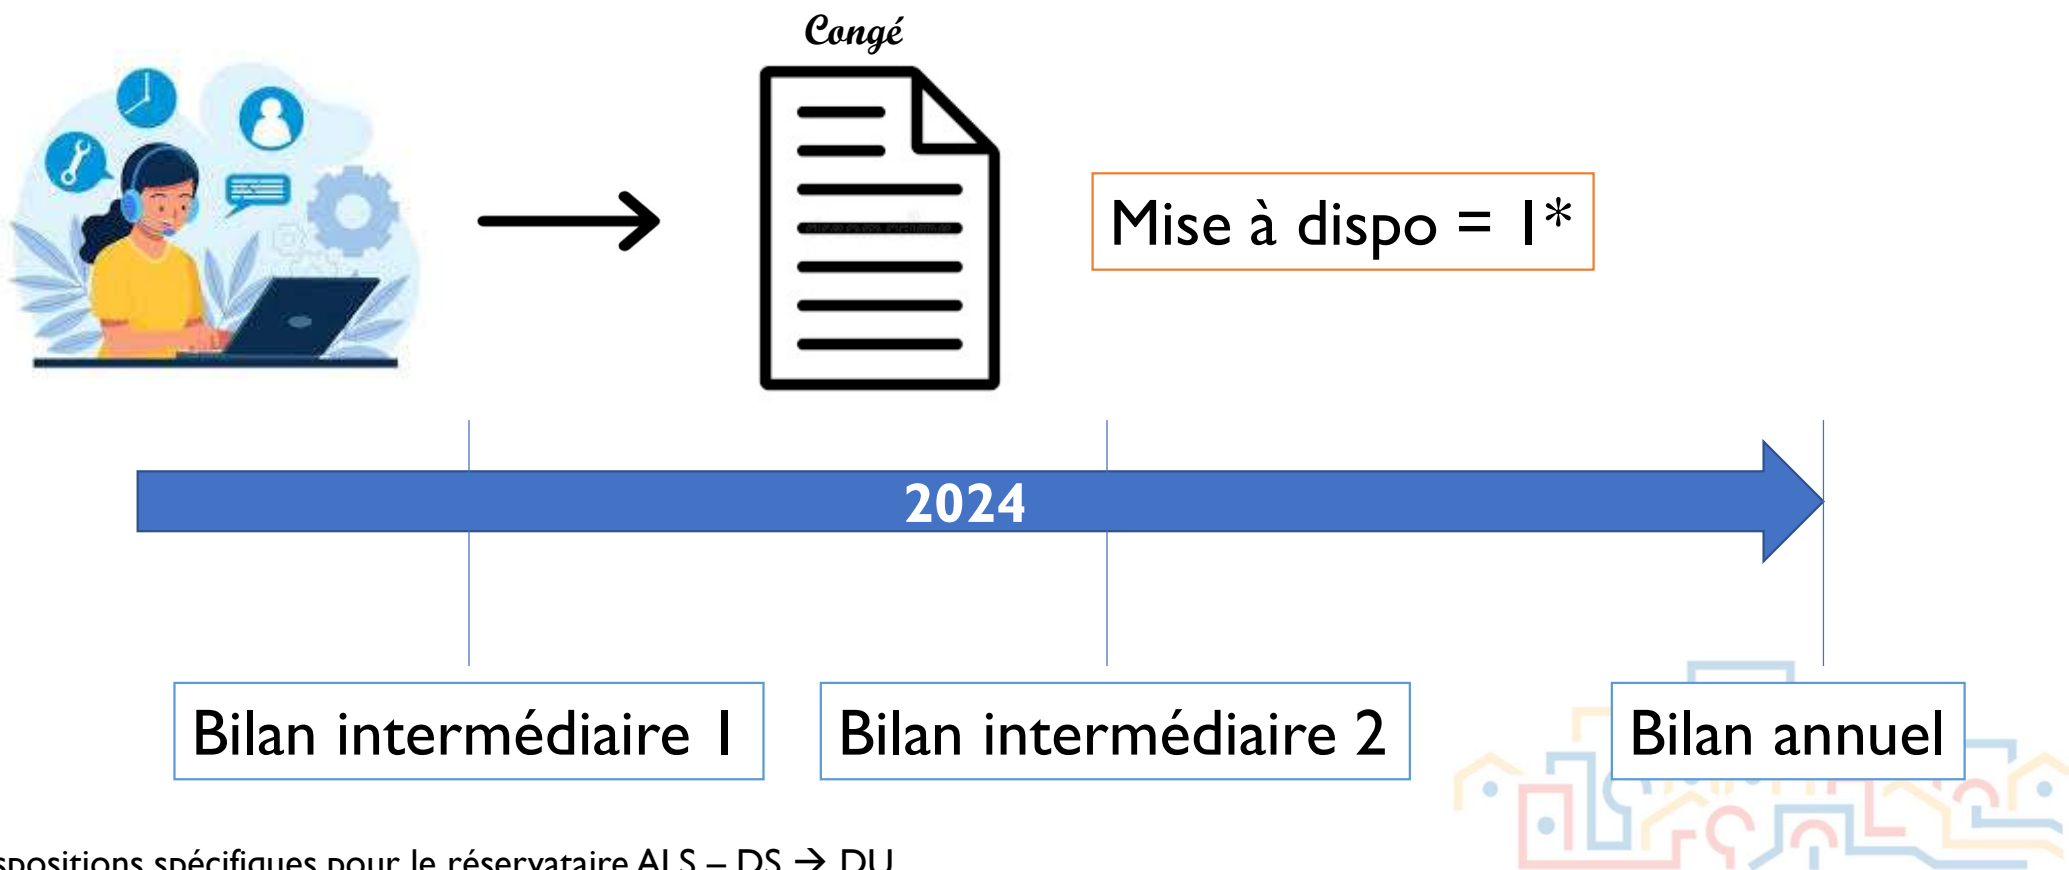 Congé
Mise à dispo = 1*
2024
Bilan intermédiaire 1
Bilan intermédiaire 2
Bilan annuel
spositions spécifiques pour le réservataire ALS – DS → DU